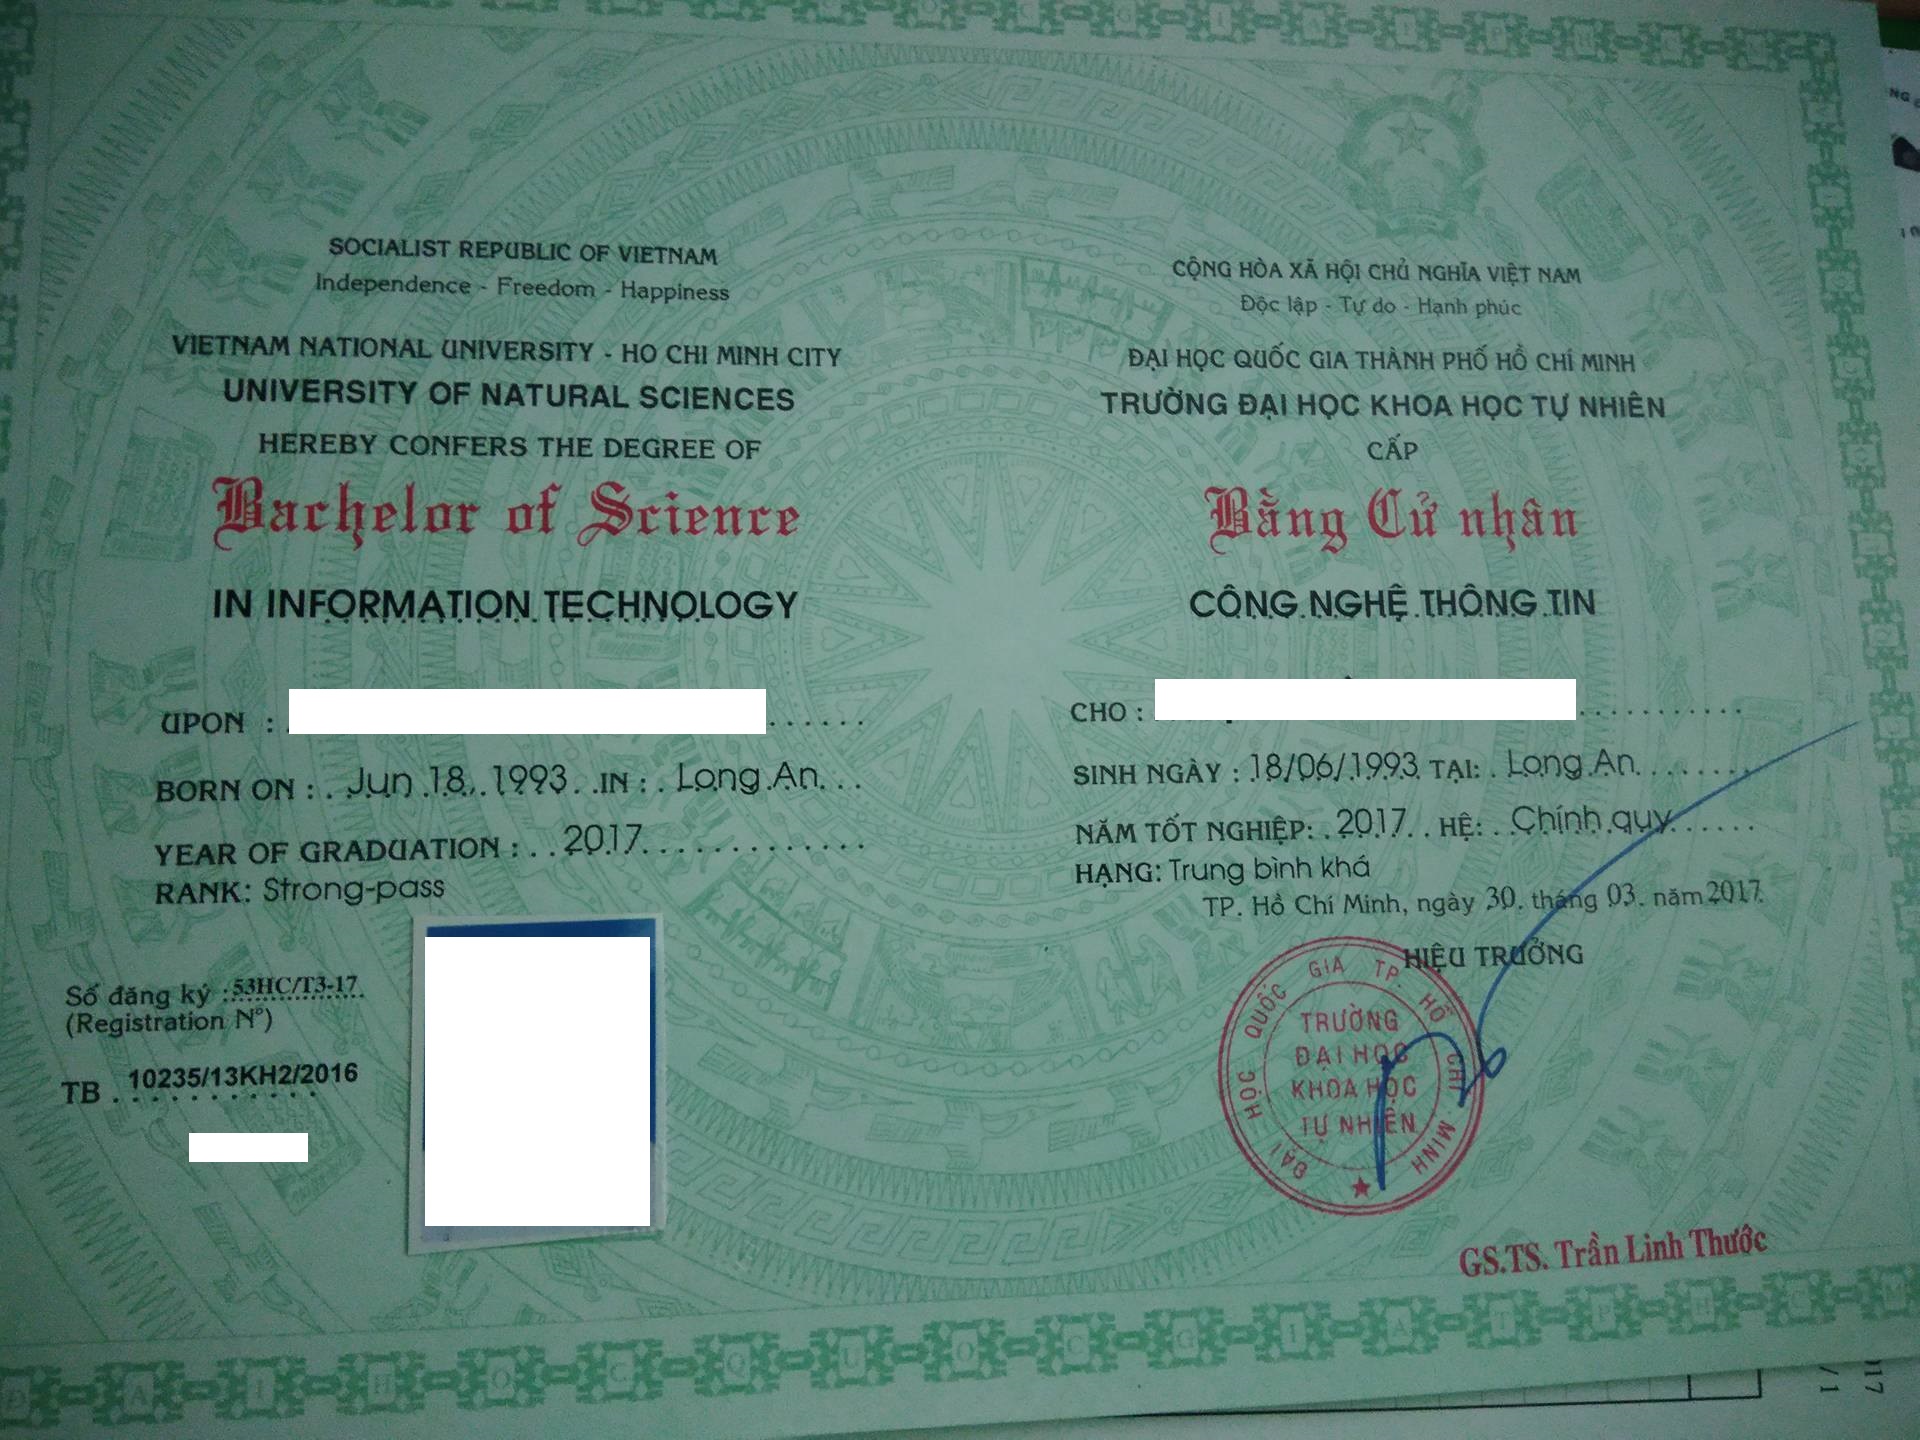 SOCIALIST REPUBLIC OF VIETNAM
Independence - Freedom - Happiness
VIETNAM NATIONAL UNIVERSITY - HO CHI MINH CITY
UNIVERSITY OF NATURAL SCIENCES
HEREBY CONFERS THE DEGREE OF
Bachelor of Science
IN INFORMATION TECHNOLOGY
UPON :
BORN ON : Jun 18, 1993 IN : Long An
YEAR OF GRADUATION : 2017
RANK: Strong-pass
Số đăng ký : 53HC/T3-17
(Registration N°)
TB 10235/13KH2/2016
CỘNG HÒA XÃ HỘI CHỦ NGHĨA VIỆT NAM
Độc lập - Tự do - Hạnh phúc
ĐẠI HỌC QUỐC GIA THÀNH PHỐ HỒ CHÍ MINH
TRƯỜNG ĐẠI HỌC KHOA HỌC TỰ NHIÊN
CẤP
Bằng Cử nhân
CÔNG NGHỆ THÔNG TIN
CHO :
SINH NGÀY : 18/06/1993 TẠI: Long An
NĂM TỐT NGHIỆP: 2017 HỆ: Chính quy
HẠNG: Trung bình khá
TP. Hồ Chí Minh, ngày 30 tháng 03 năm 2017
HIỆU TRƯỞNG
ĐẠI HỌC QUỐC GIA TP. HỒ CHÍ MINH
TRƯỜNG
ĐẠI HỌC
KHOA HỌC
TỰ NHIÊN
GS.TS. Trần Linh Thước